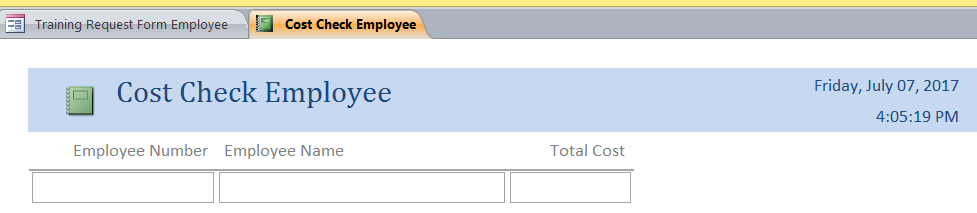 Training Request Form Employee Cost Check Employee
Cost Check Employee
Friday, July 07, 2017
4:05:19 PM
Employee Number Employee Name Total Cost